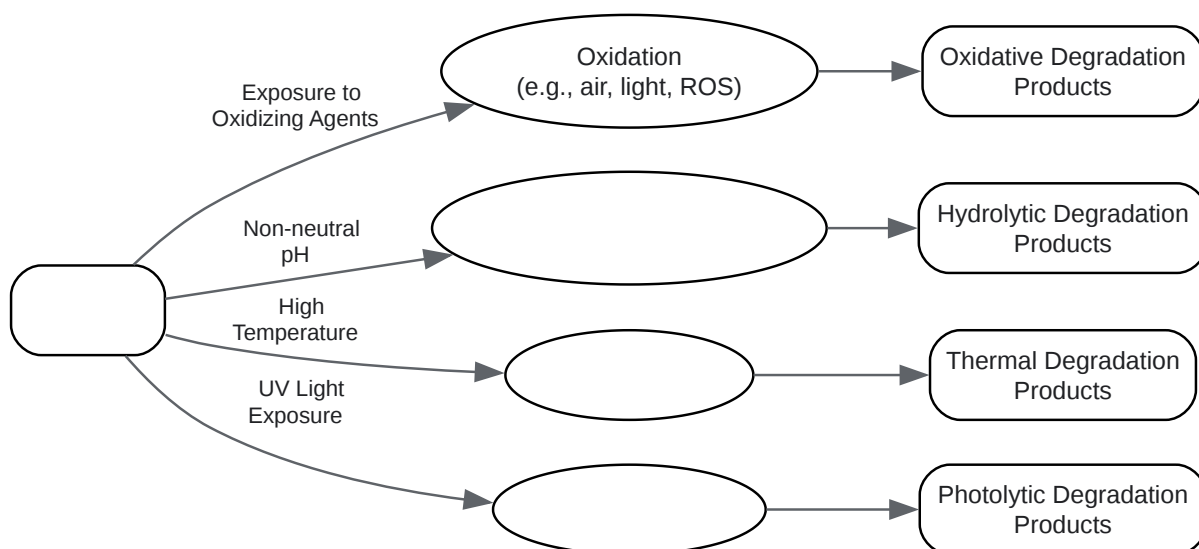 Oxidation
(e.g., air, light, ROS)
Oxidative Degradation
Products
Exposure to
Oxidizing Agents
Non-neutral
pH
Hydrolytic Degradation
Products
High
Temperature
Thermal Degradation
Products
UV Light
Exposure
Photolytic Degradation
Products